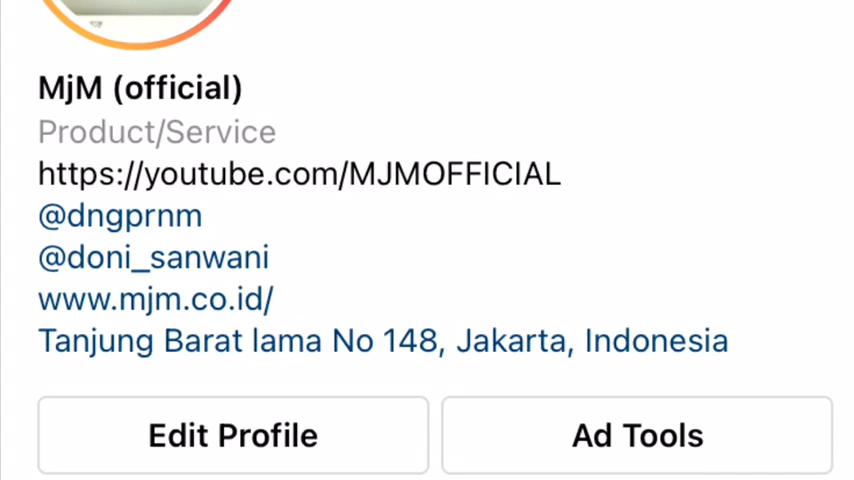 MjM (official)
Product/Service
https://youtube.com/MJMOFFICIAL
@dngprnm
@doni_sanwani
www.mjm.co.id/
Tanjung Barat lama No 148, Jakarta, Indonesia
Edit Profile
Ad Tools